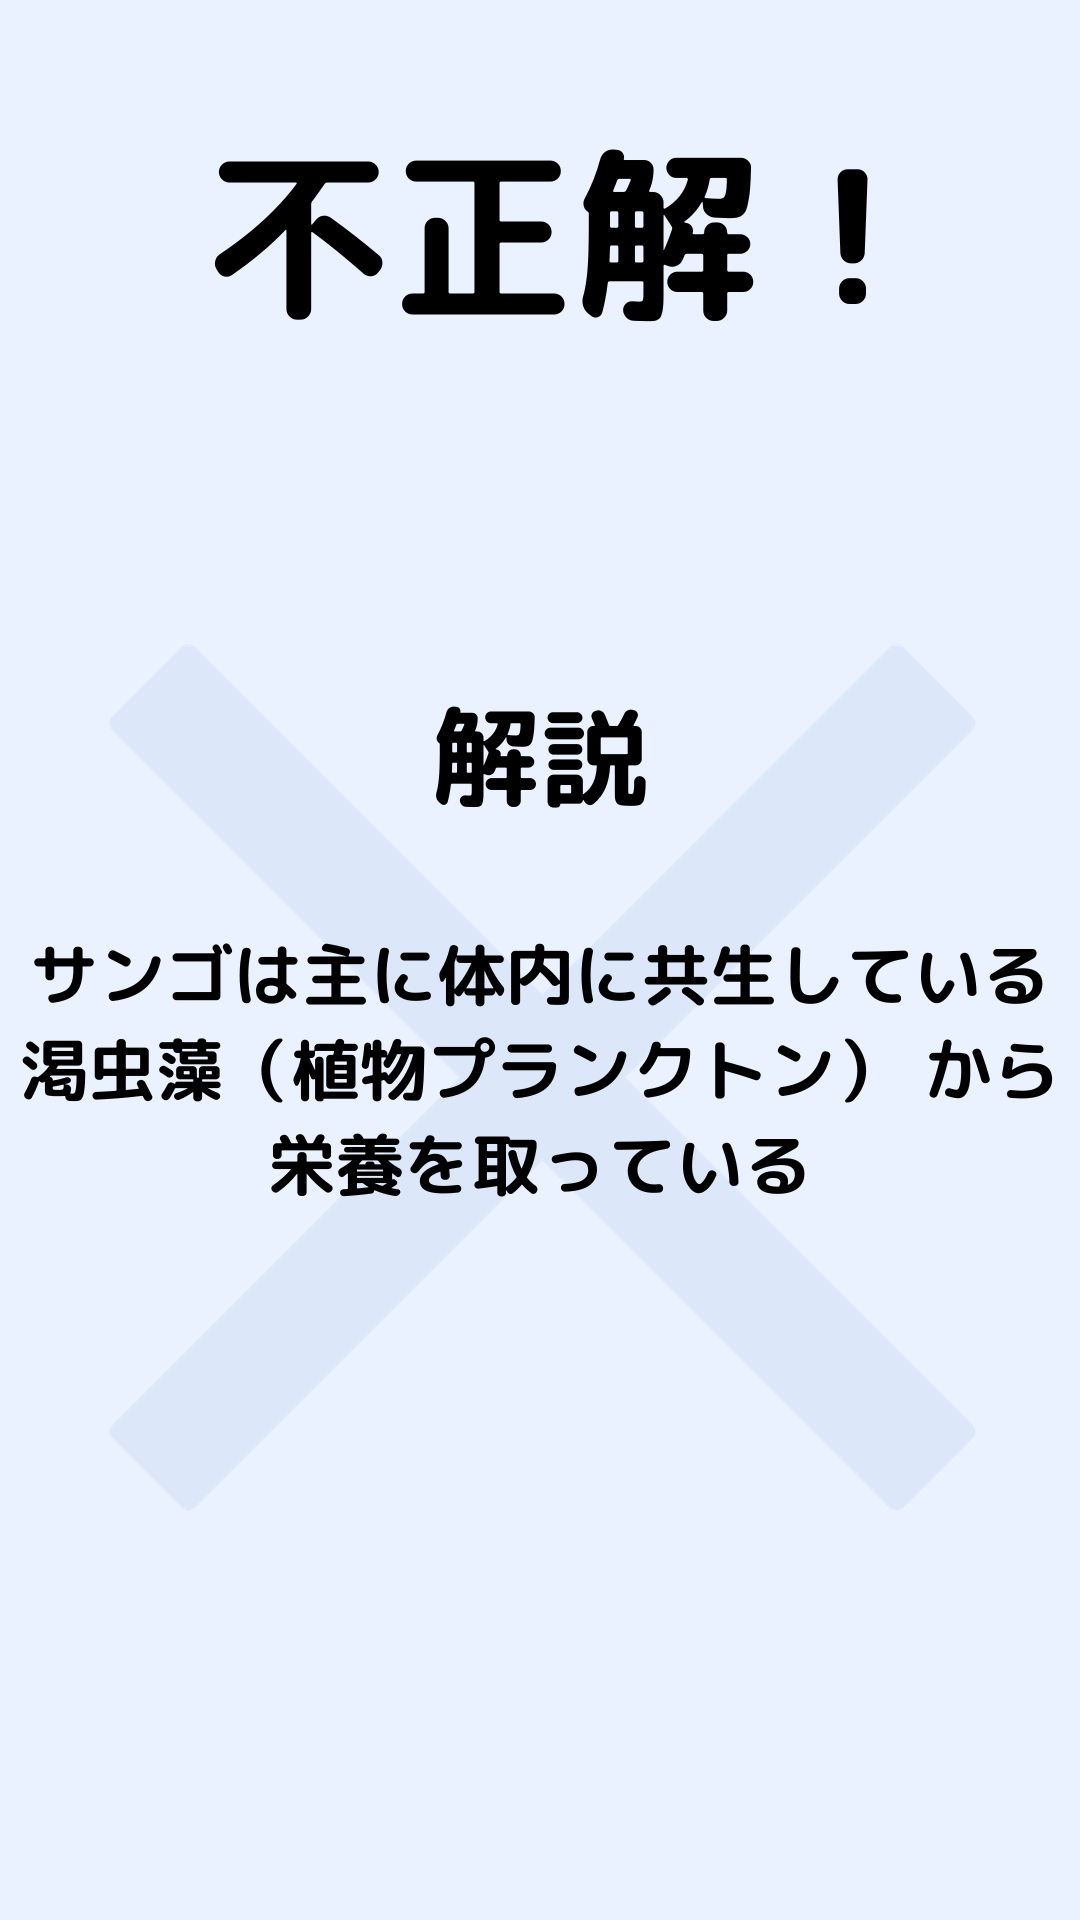 不正解！
解説
サンゴは主に体内に共生している
渇虫藻（植物プランクトン） から
栄養を取っている